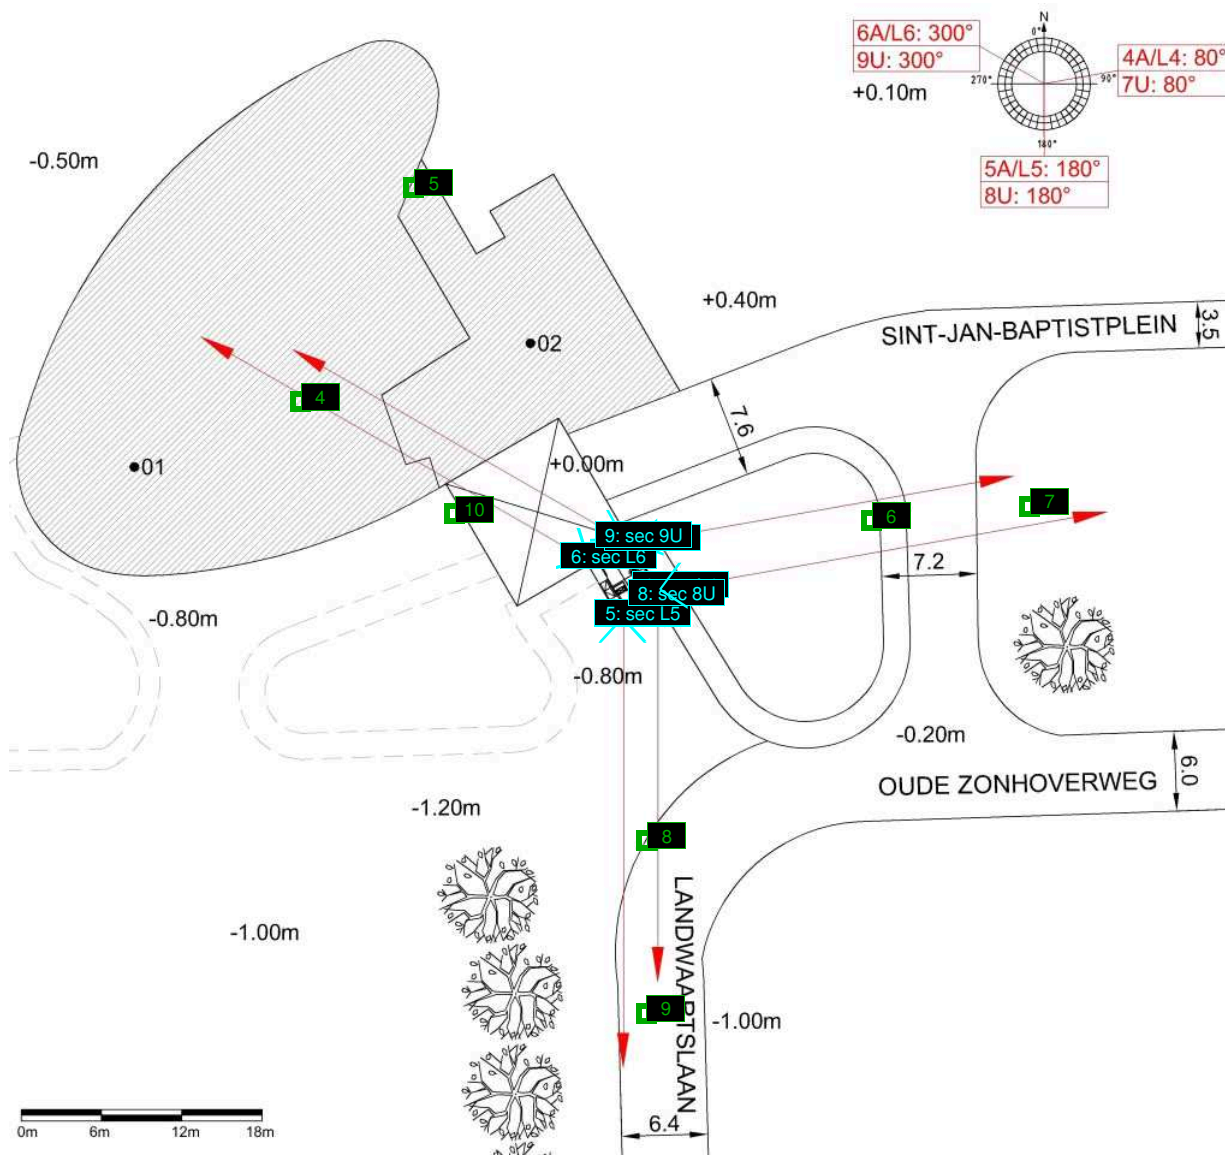 N
0°
6A/L6: 300°
9U: 300°
4A/L4: 80°
7U: 80°
270°
90°
+0.10m
180°
5A/L5: 180°
8U: 180°
-0.50m
5
+0.40m
SINT-JAN-BAPTISTPLEIN
3.5
02
4
7.6
01
+0.00m
10
6
7
9: sec 9U
6: sec L6
7.2
8: sec 8U
5: sec L5
-0.80m
-0.80m
-0.20m
OUDE ZONHOVERWEG
6.0
-1.20m
8
LANDWAARTSLAAN
-1.00m
9
-1.00m
6.4
0m 6m 12m 18m